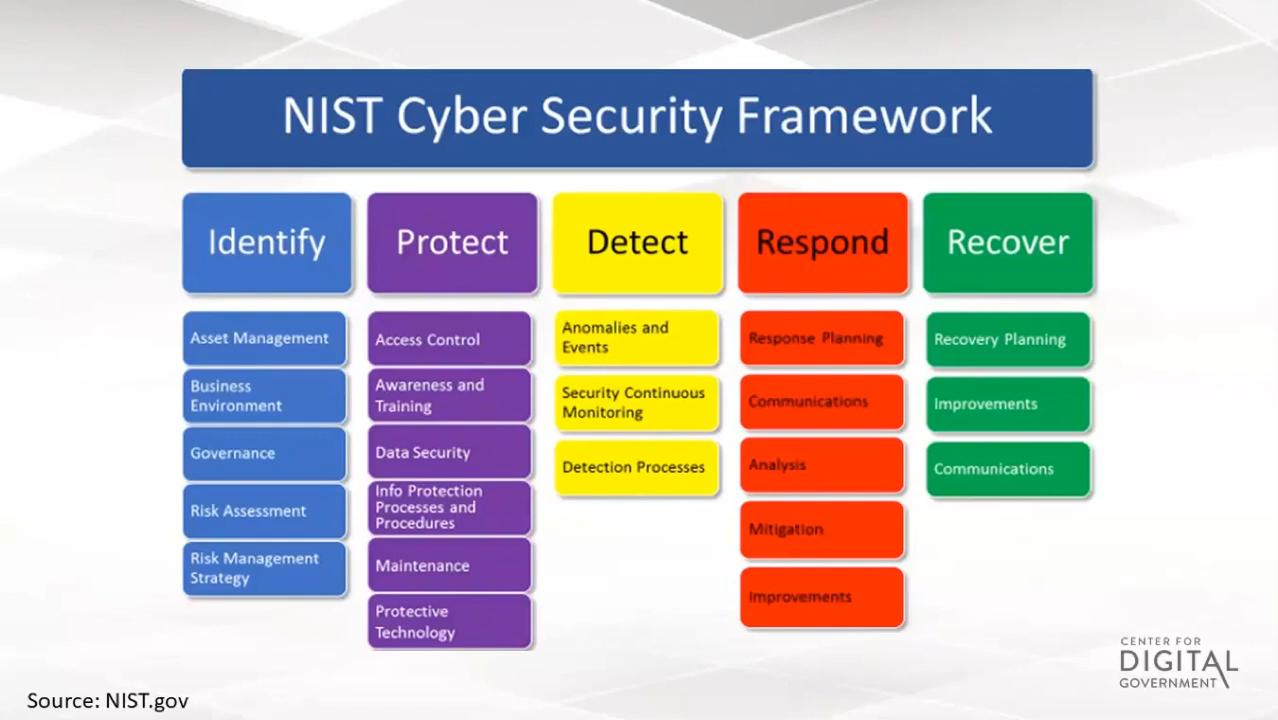 NIST Cyber Security Framework
Identify
Protect
Detect
Respond
Recover
Asset Management
Business
Environment
Governance
Risk Assessment
Risk Management
Strategy
Access Control
Awareness and
Training
Data Security
Info Protection
Processes and
Procedures
Maintenance
Protective
Technology
Anomalies and
Events
Security Continuous
Monitoring
Detection Processes
Response Planning
Communications
Analysis
Mitigation
Improvements
Recovery Planning
Improvements
Communications
CENTER FOR
DIGITAL
GOVERNMENT
Source: NIST.gov